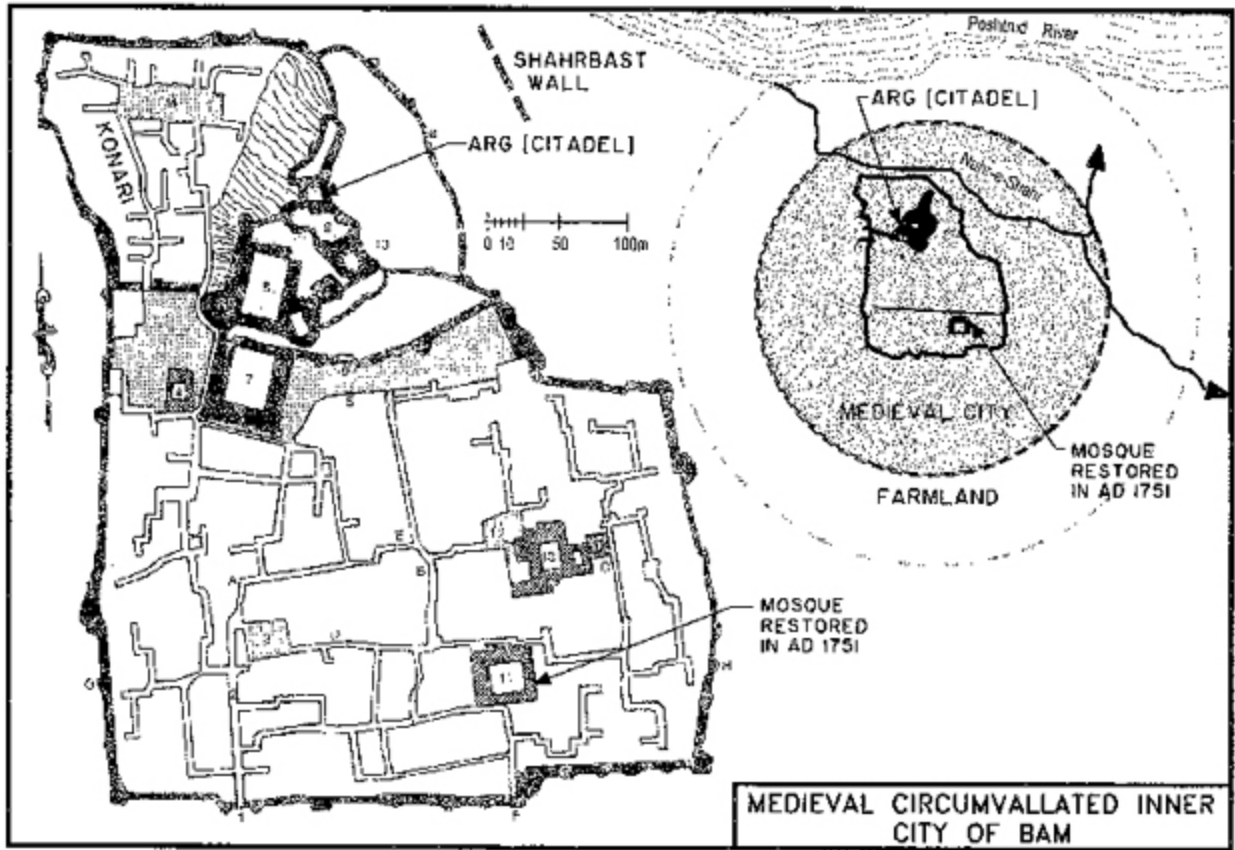 Poshtrud River
SHAHRBAST
WALL
ARG [CITADEL]
ARG [CITADEL]
KONARI
0 10 50 100m
7
E
A
B
MEDIEVAL CITY
MOSQUE
RESTORED
IN AD 1751
FARMLAND
MOSQUE
RESTORED
IN AD 1751
H
F
MEDIEVAL CIRCUMVALLATED INNER
CITY OF BAM